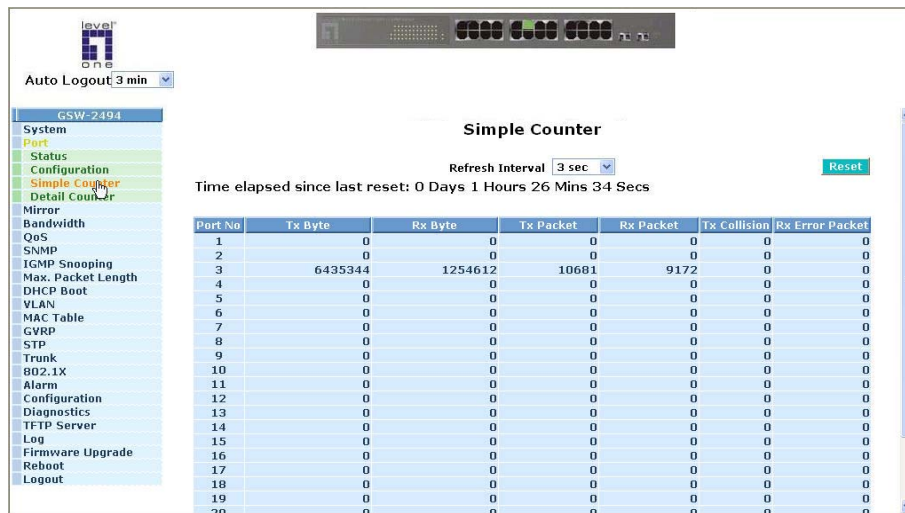 level
one
Auto Logout 3 min
GSW-2494
System
Port
Status
Configuration
Simple Counter
Detail Counter
Mirror
Bandwidth
QoS
SNMP
IGMP Snooping
Max. Packet Length
DHCP Boot
VLAN
MAC Table
GVRP
STP
Trunk
802.1X
Alarm
Configuration
Diagnostics
TFTP Server
Log
Firmware Upgrade
Reboot
Logout
Simple Counter
Refresh Interval 3 sec Reset
Time elapsed since last reset: 0 Days 1 Hours 26 Mins 34 Secs
Port No Tx Byte Rx Byte Tx Packet Rx Packet Tx Collision Rx Error Packet
1 0 0 0 0 0 0
2 0 0 0 0 0 0
3 6435344 1254612 10681 9172 0 0
4 0 0 0 0 0 0
5 0 0 0 0 0 0
6 0 0 0 0 0 0
7 0 0 0 0 0 0
8 0 0 0 0 0 0
9 0 0 0 0 0 0
10 0 0 0 0 0 0
11 0 0 0 0 0 0
12 0 0 0 0 0 0
13 0 0 0 0 0 0
14 0 0 0 0 0 0
15 0 0 0 0 0 0
16 0 0 0 0 0 0
17 0 0 0 0 0 0
18 0 0 0 0 0 0
19 0 0 0 0 0 0
20 0 0 0 0 0 0